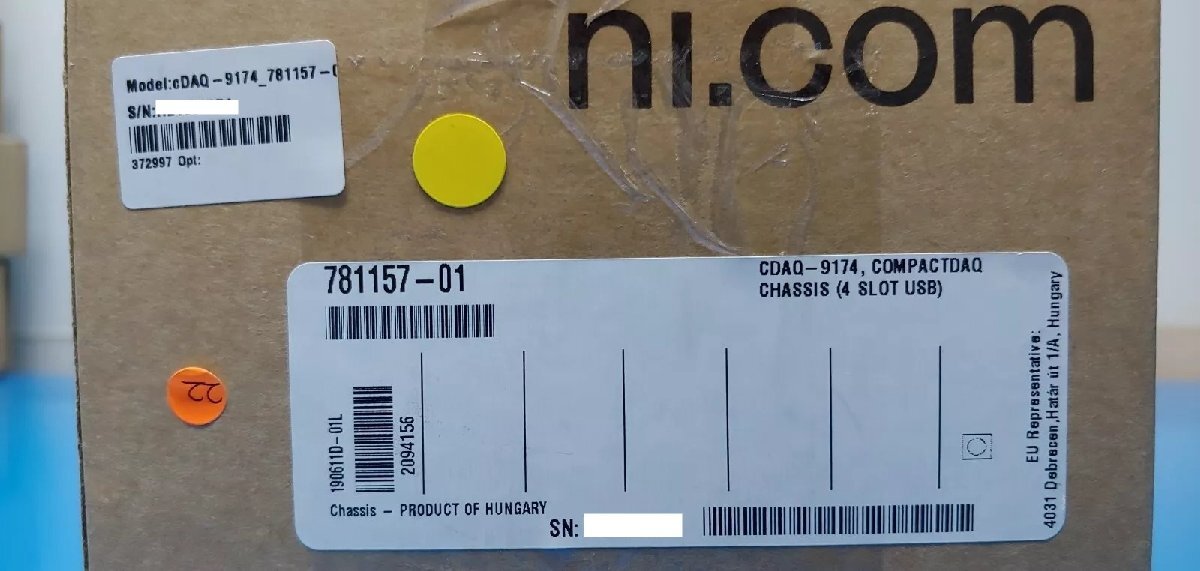 ni.com
Model:cDAQ-9174_781157-0
S/N:
372997 Opt:
781157-01
CDAQ-9174, COMPACTDAQ
CHASSIS (4 SLOT USB)
190611D-01L
2094156
EU Representative:
4031 Debrecen,Határ út 1/A, Hungary
22
Chassis - PRODUCT OF HUNGARY
SN: